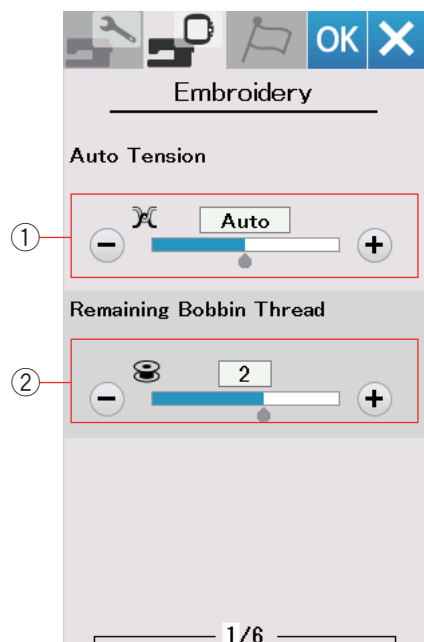 OK
Embroidery
Auto Tension
① Auto
Remaining Bobbin Thread
② 2
1/6